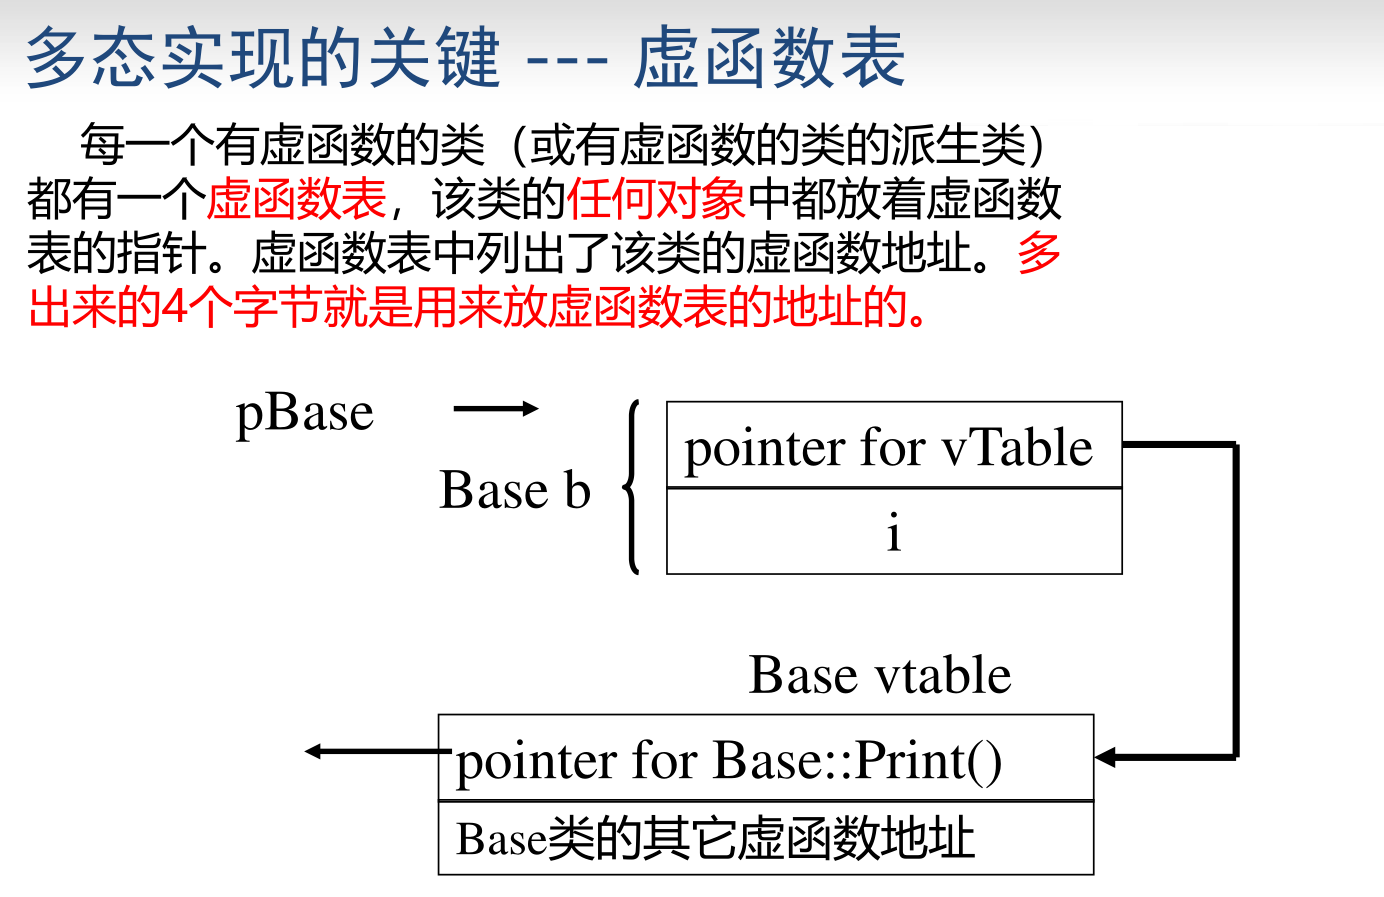 多态实现的关键 --- 虚函数表
每一个有虚函数的类（或有虚函数的类的派生类）
都有一个虚函数表，该类的任何对象中都放着虚函数
表的指针。虚函数表中列出了该类的虚函数地址。多
出来的4个字节就是用来放虚函数表的地址的。
pBase
pointer for vTable
Base b
i
Base vtable
pointer for Base::Print()
Base类的其它虚函数地址